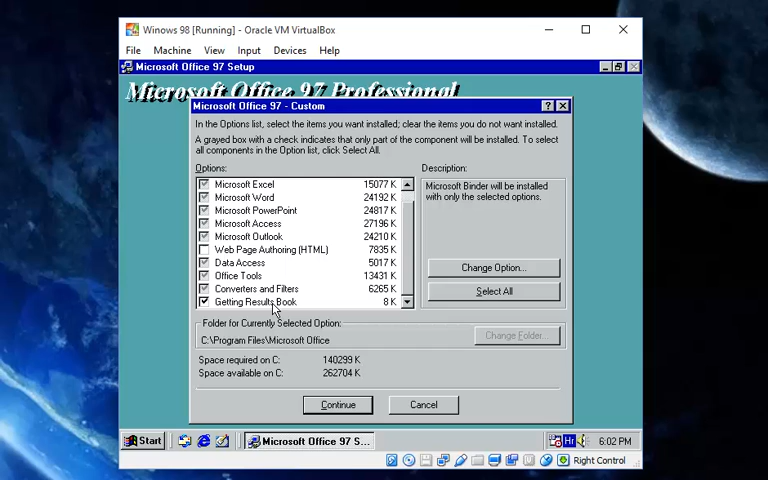 Winows 98 [Running] - Oracle VM VirtualBox
File Machine View Input Devices Help
Microsoft Office 97 Setup
Microsoft Office 97 Professional
Microsoft Office 97 - Custom
In the Options list, select the items you want installed; clear the items you do not want installed.
A grayed box with a check indicates that only part of the component will be installed. To select
all components in the Option list, click Select All.
Options:
Description:
Microsoft Excel 15077 K
Microsoft Word 24192 K
Microsoft PowerPoint 24817 K
Microsoft Access 27196 K
Microsoft Outlook 24210 K
Web Page Authoring (HTML) 7835 K
Data Access 5017 K
Office Tools 13431 K
Converters and Filters 6265 K
Getting Results Book 8 K
Microsoft Binder will be installed
with only the selected options.
Change Option...
Select All
Folder for Currently Selected Option:
C:\Program Files\Microsoft Office
Change Folder...
Space required on C: 140299 K
Space available on C: 262704 K
Continue
Cancel
Start
Microsoft Office 97 S...
Hr
6:02 PM
Right Control